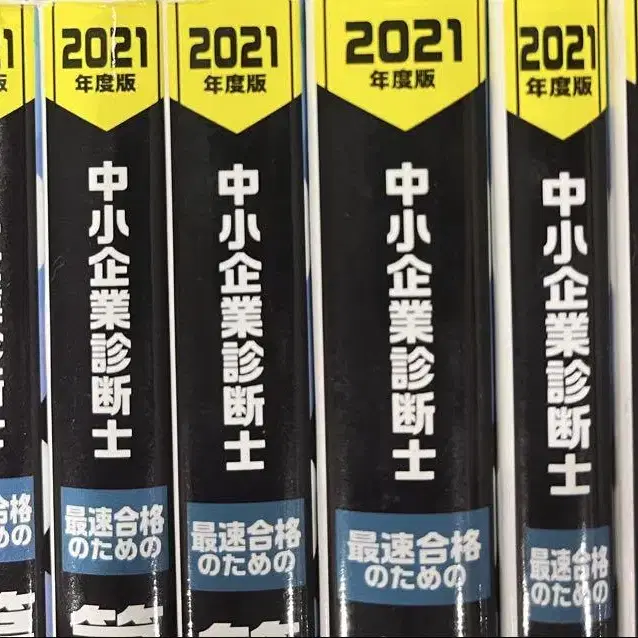 2021
年度版
中小企業診断士
最速合格
のための
2021
年度版
中小企業診断士
最速合格
のための
2021
年度版
中小企業診断士
最速合格
のための
2021
年度版
中小企業診断士
最速合格
のための